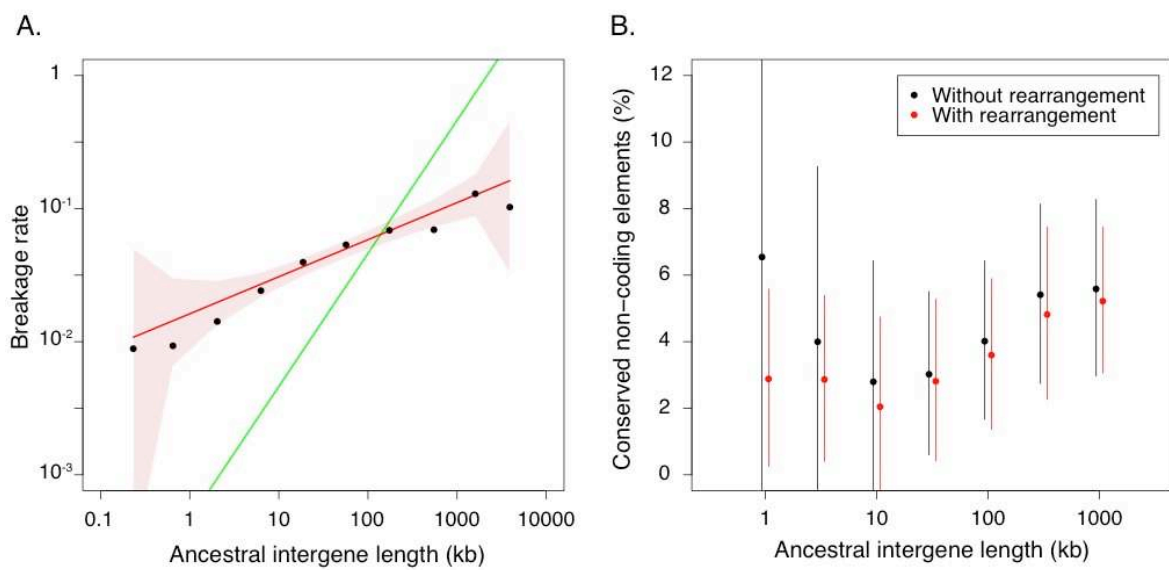 A.
B.
1
10-1
10-2
10-3
Breakage rate
0.1 1 10 100 1000 10000
Ancestral intergene length (kb)
12
10
8
6
4
2
0
Conserved non−coding elements (%)
Without rearrangement
With rearrangement
1 10 100 1000
Ancestral intergene length (kb)